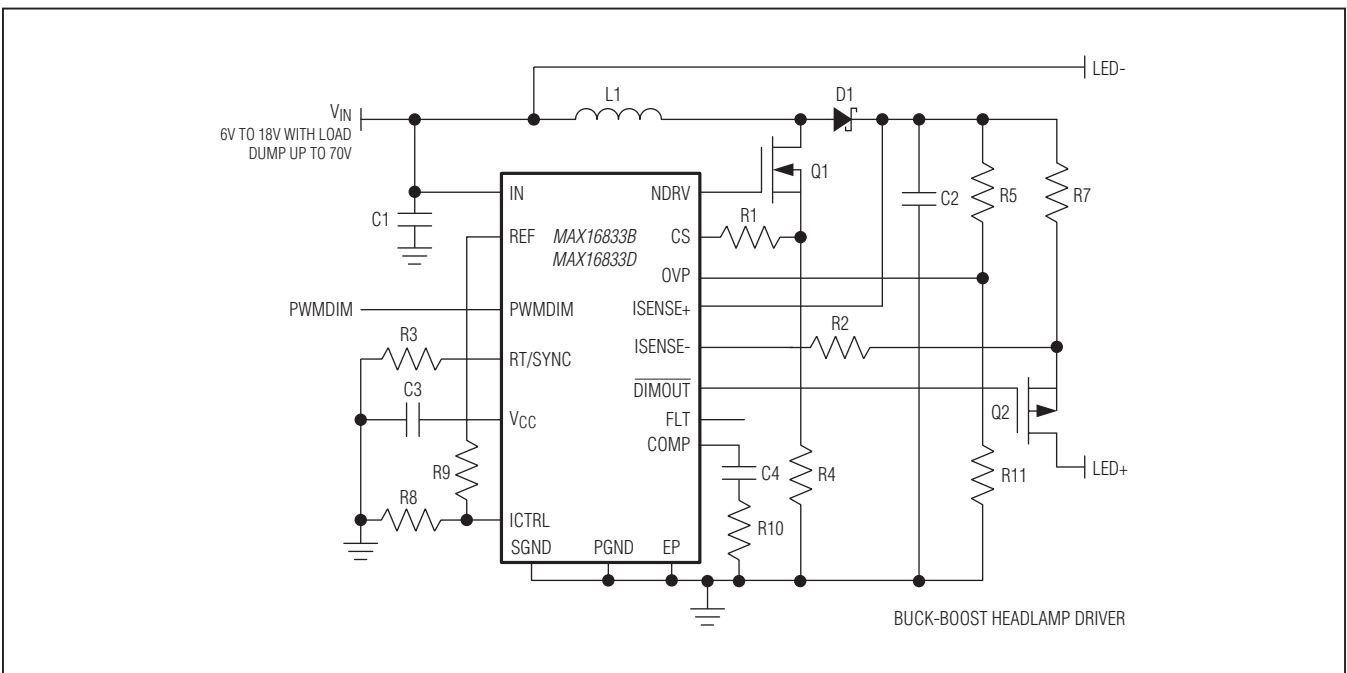 LED-
L1
D1
VIN
6V TO 18V WITH LOAD
DUMP UP TO 70V
Q1
C1
IN
NDRV
R1
C2
R5
R7
REF
MAX16833B
MAX16833D
CS
OVP
PWMDIM
PWMDIM
ISENSE+
R3
RT/SYNC
ISENSE-
R2
C3
DIMOUT
Q2
VCC
FLT
COMP
R9
C4
R4
R11
LED+
R8
ICTRL
R10
SGND
PGND
EP
BUCK-BOOST HEADLAMP DRIVER